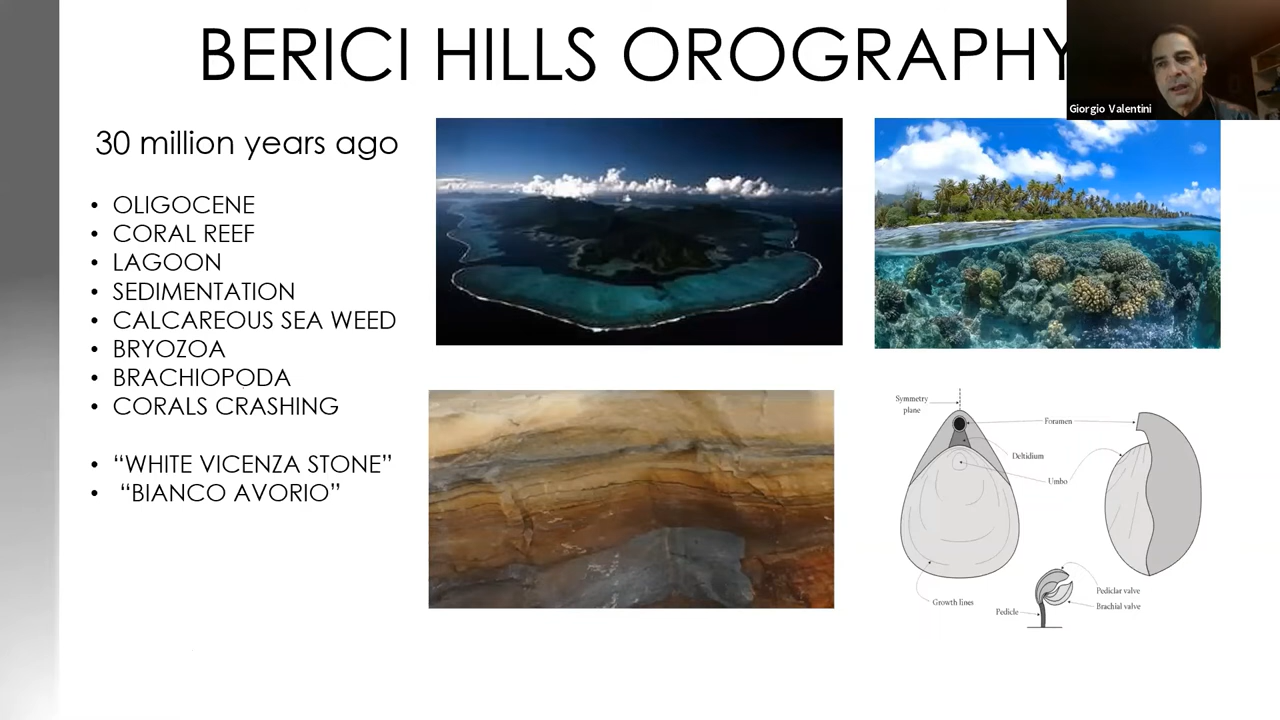 BERICI HILLS OROGRAPHY
Giorgio Valentini
30 million years ago
• OLIGOCENE
• CORAL REEF
• LAGOON
• SEDIMENTATION
• CALCAREOUS SEA WEED
• BRYOZOA
• BRACHIOPODA
• CORALS CRASHING
• “WHITE VICENZA STONE”
• “BIANCO AVORIO”
Symmetry
plane
Foramen
Deltidium
Umbo
Growth lines
Pedicle
Pediclar valve
Brachial valve